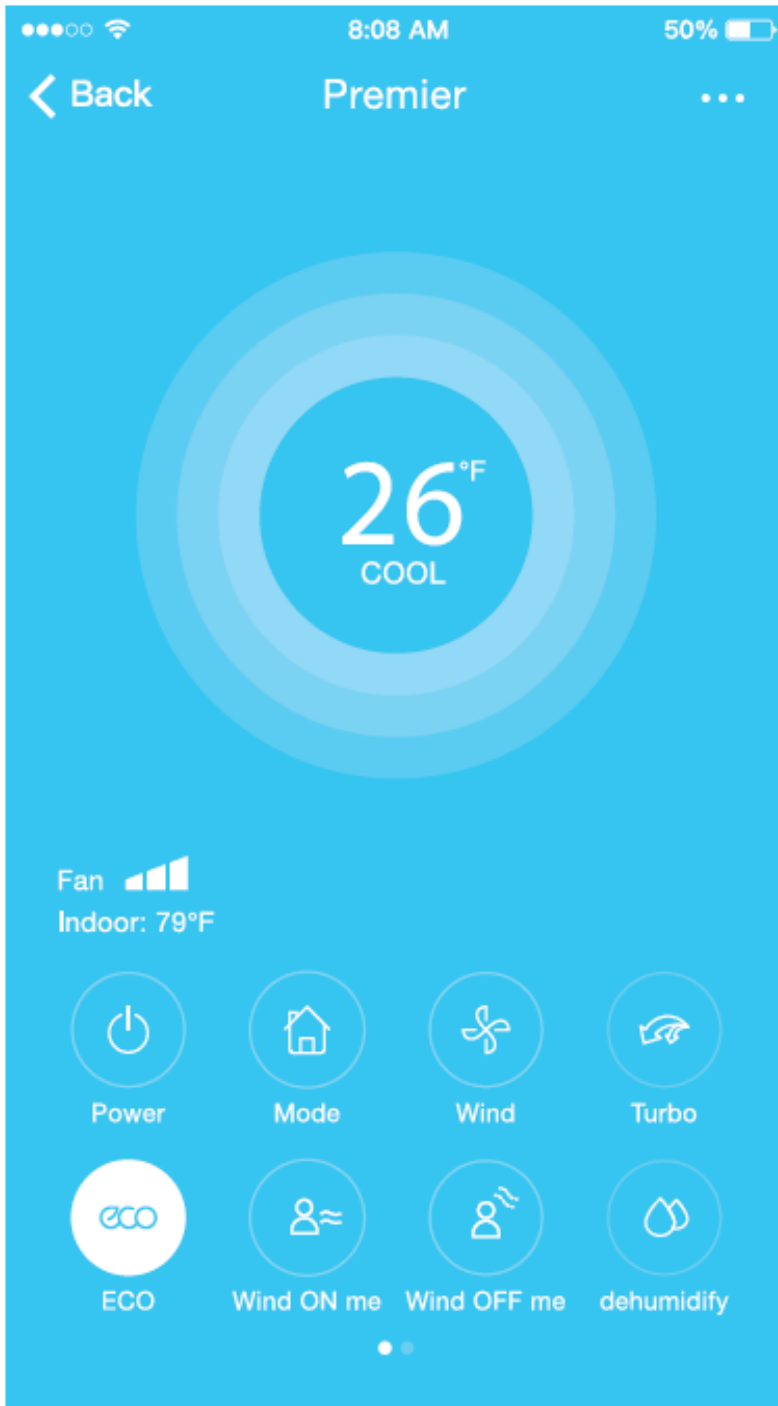 8:08 AM 50%
Back Premier
26°F
COOL
Fan
Indoor: 79°F
Power Mode Wind Turbo
eco
ECO Wind ON me Wind OFF me dehumidify